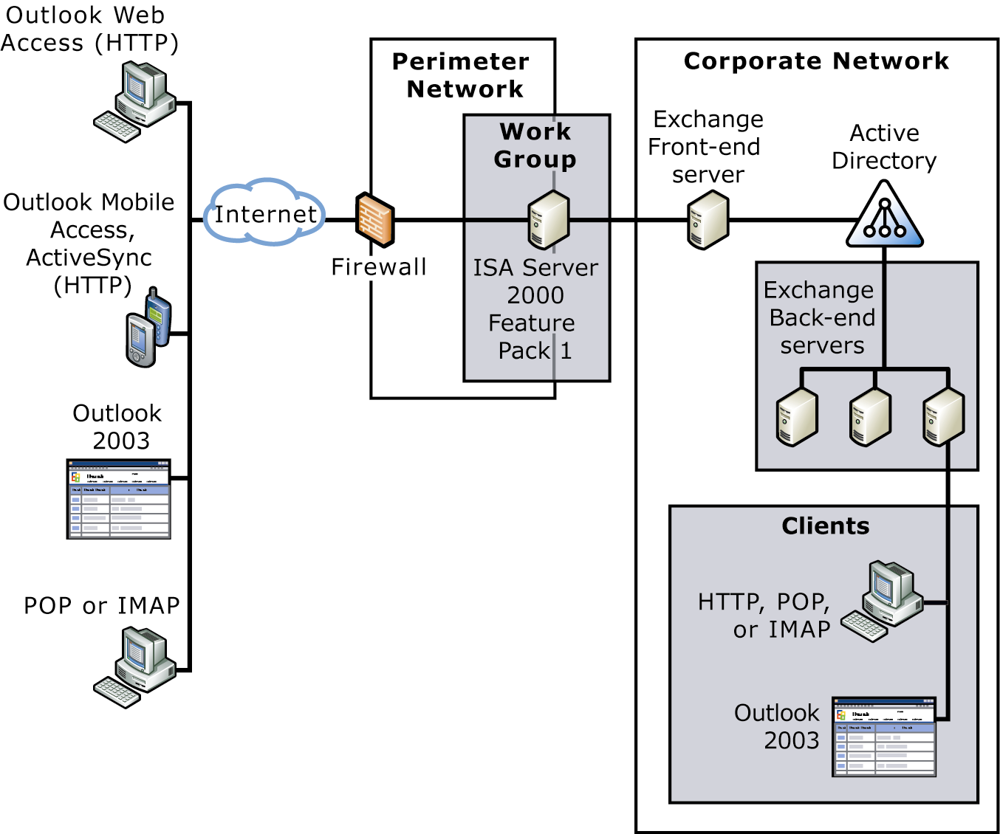 Outlook Web
Access (HTTP)
Outlook Mobile
Access,
ActiveSync
(HTTP)
Outlook
2003
POP or IMAP
Internet
Firewall
Perimeter
Network
Work
Group
ISA Server
2000
Feature
Pack 1
Corporate Network
Exchange
Front-end
server
Active
Directory
Exchange
Back-end
servers
Clients
HTTP, POP,
or IMAP
Outlook
2003